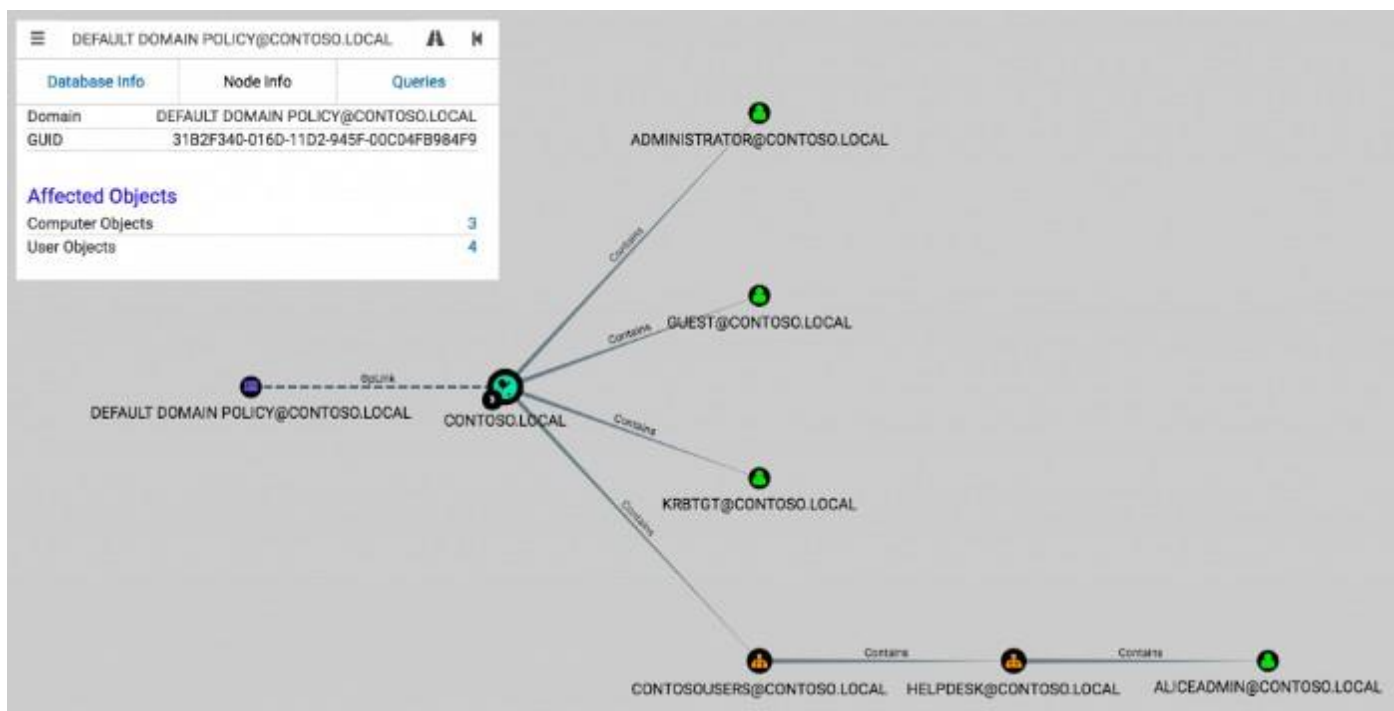 DEFAULT DOMAIN POLICY@CONTOSO.LOCAL
Database Info Node Info Queries
Domain DEFAULT DOMAIN POLICY@CONTOSO.LOCAL
GUID 31B2F340-016D-11D2-945F-00C04FB984F9
Affected Objects
Computer Objects 3
User Objects 4
ADMINISTRATOR@CONTOSO.LOCAL
Contains
GUEST@CONTOSO.LOCAL
Contains
GpLink
DEFAULT DOMAIN POLICY@CONTOSO.LOCAL
CONTOSO.LOCAL
Contains
KRBTGT@CONTOSO.LOCAL
Contains
Contains
Contains
CONTOSOUSERS@CONTOSO.LOCAL
HELPDESK@CONTOSO.LOCAL
ALICEADMIN@CONTOSO.LOCAL